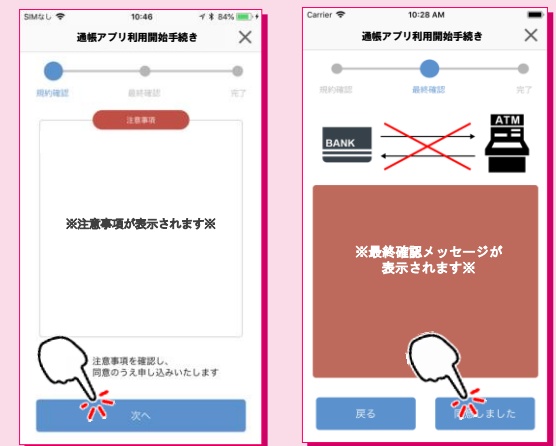 SIMなし 10:46 84%
通帳アプリ利用開始手続き
規約確認 最終確認 完了
注意事項
※注意事項が表示されます※
注意事項を確認し、
同意のうえ申し込みいたします
次へ
Carrier 10:28 AM
通帳アプリ利用開始手続き
規約確認 最終確認 完了
BANK
ATM
※最終確認メッセージが
表示されます※
戻る
しました